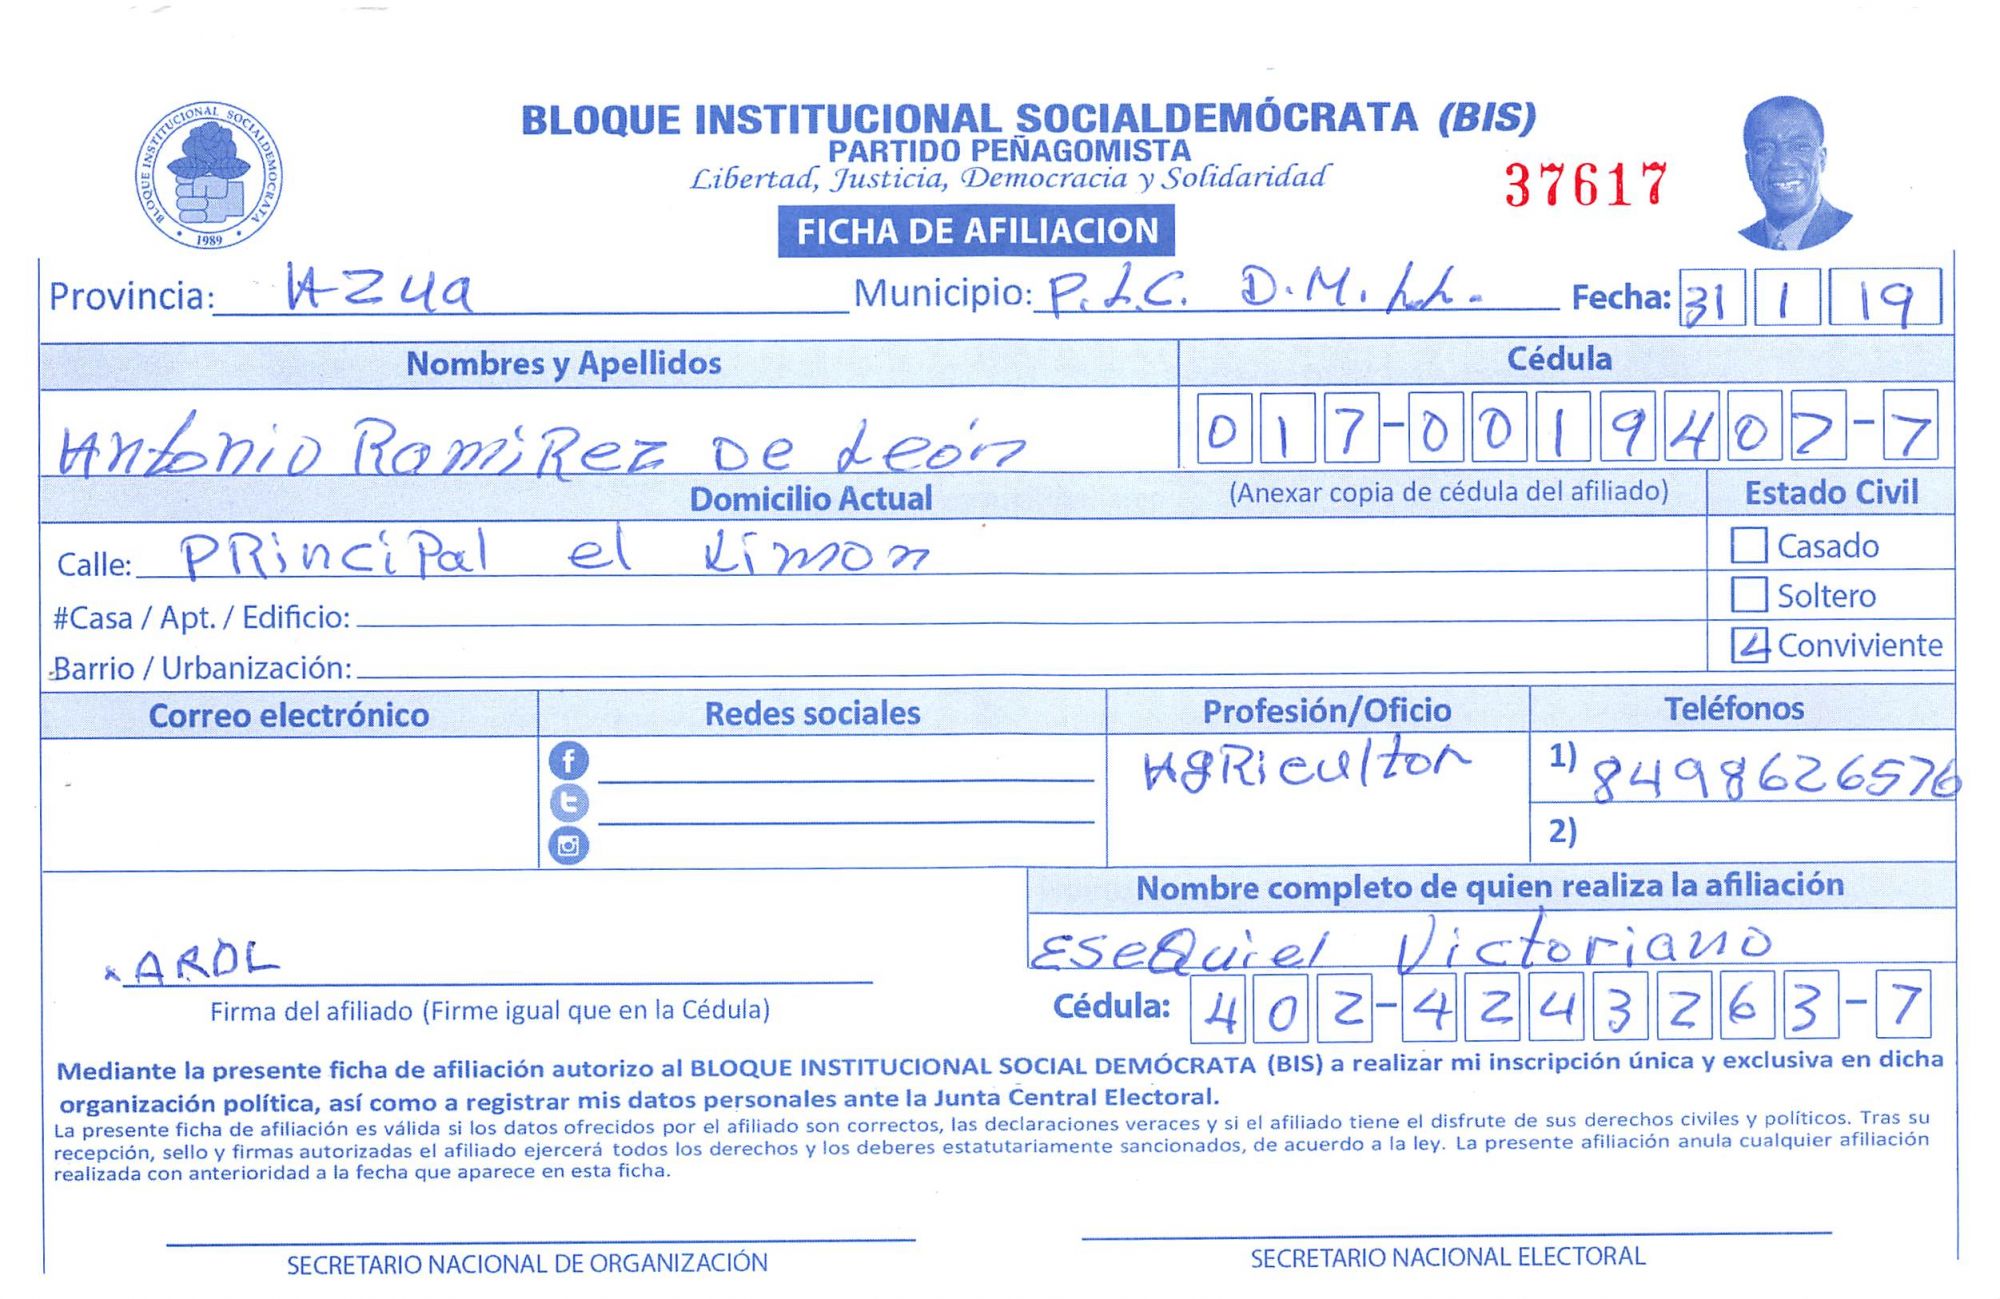 BLOQUE INSTITUCIONAL SOCIALDEMÓCRATA (BIS)
PARTIDO PEÑAGOMISTA
Libertad, Justicia, Democracia y Solidaridad
37617
BLOQUE INSTITUCIONAL SOCIALDEMOCRATA
1989
FICHA DE AFILIACION
Provincia: AZUA Municipio: P.L.C. D.M. L.L. Fecha: 31 1 19
Nombres y Apellidos Cédula
Antonio RamiRez De León 017-0019407-7
Domicilio Actual (Anexar copia de cédula del afiliado) Estado Civil
Calle: PRinciPal el Limon Casado
#Casa / Apt. / Edificio: Soltero
Barrio / Urbanización: Conviviente
Correo electrónico Redes sociales Profesión/Oficio Teléfonos
AgRicultor 1) 8498626576
2)
Nombre completo de quien realiza la afiliación
EseQuiel Victoriano
x ARDL
Firma del afiliado (Firme igual que en la Cédula) Cédula: 402-4243263-7
Mediante la presente ficha de afiliación autorizo al BLOQUE INSTITUCIONAL SOCIAL DEMÓCRATA (BIS) a realizar mi inscripción única y exclusiva en dicha
organización política, así como a registrar mis datos personales ante la Junta Central Electoral.
La presente ficha de afiliación es válida si los datos ofrecidos por el afiliado son correctos, las declaraciones veraces y si el afiliado tiene el disfrute de sus derechos civiles y políticos. Tras su
recepción, sello y firmas autorizadas el afiliado ejercerá todos los derechos y los deberes estatutariamente sancionados, de acuerdo a la ley. La presente afiliación anula cualquier afiliación
realizada con anterioridad a la fecha que aparece en esta ficha.
SECRETARIO NACIONAL DE ORGANIZACIÓN SECRETARIO NACIONAL ELECTORAL